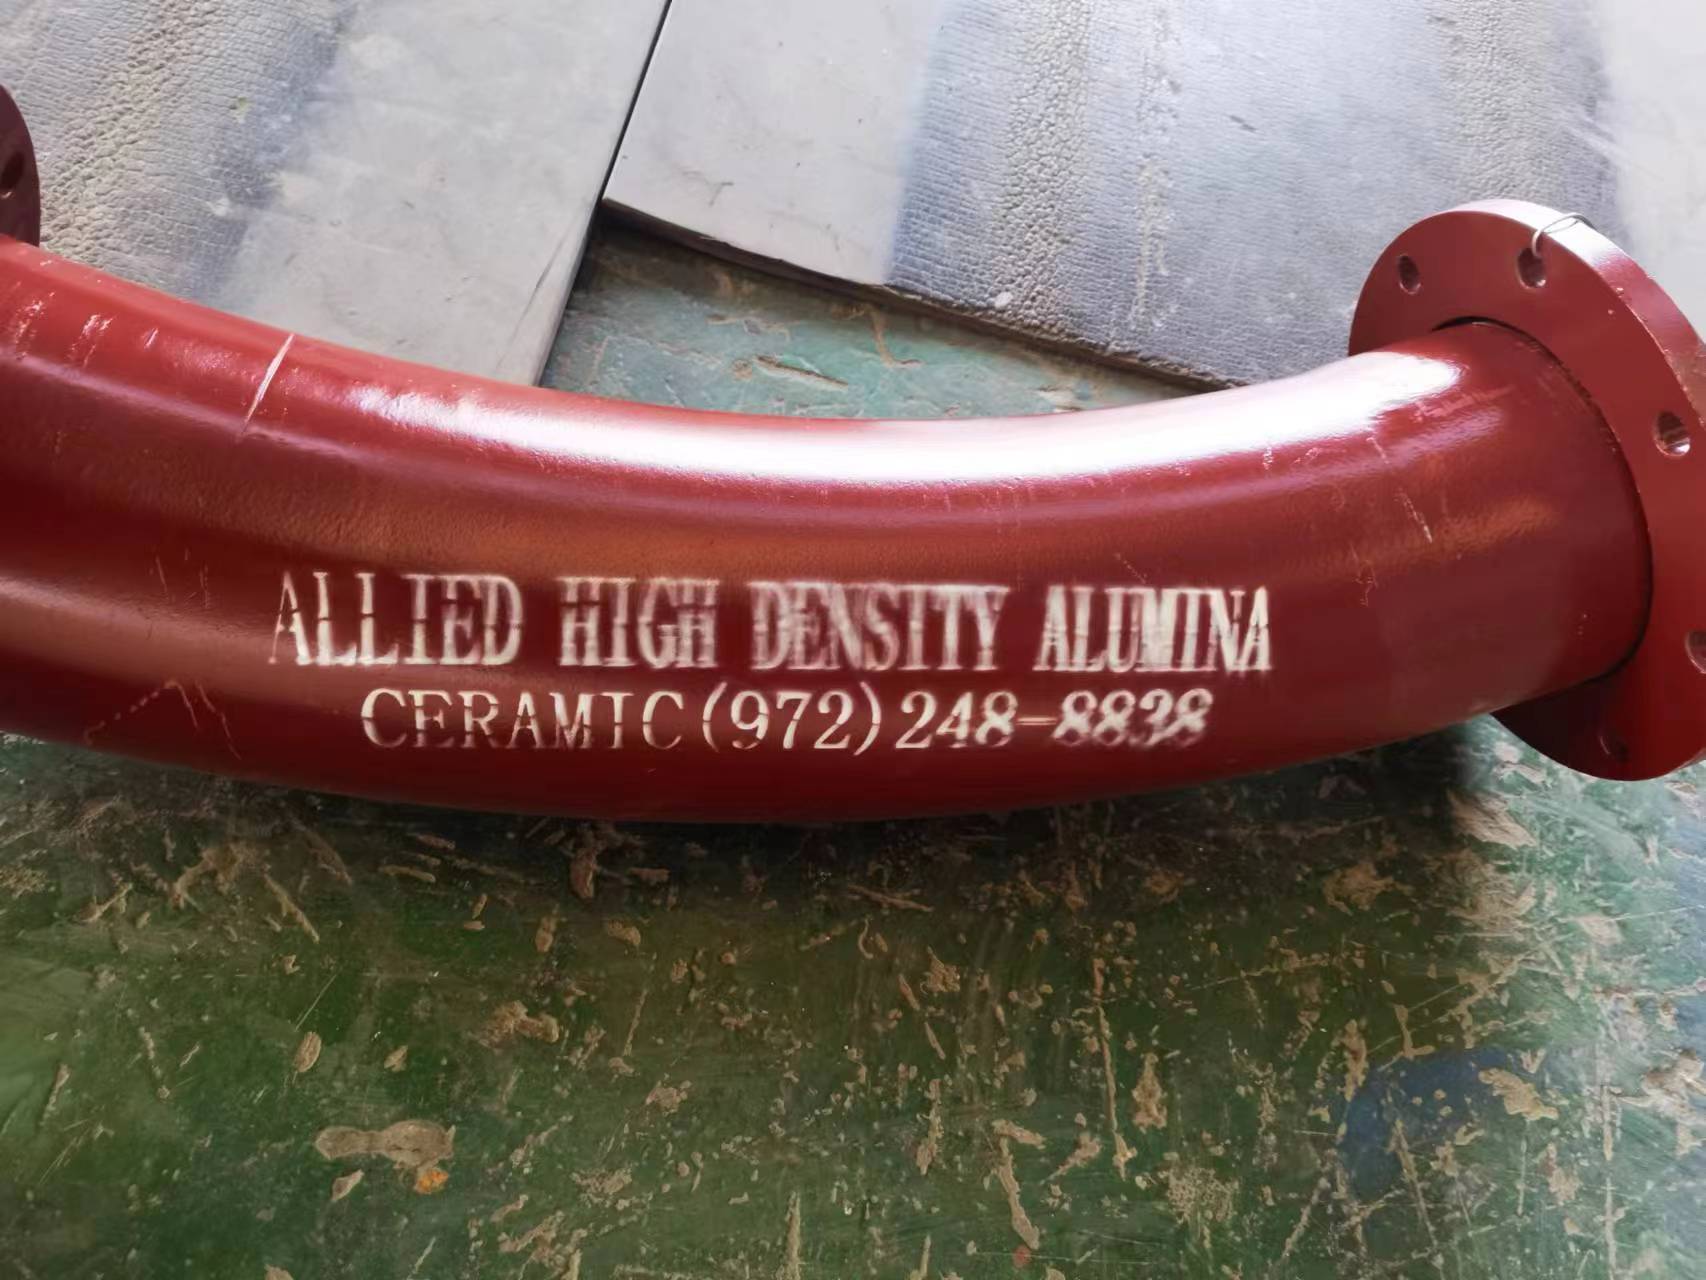 ALLIED HIGH DENSITY ALUMINA
CERAMIC(972)248-8838